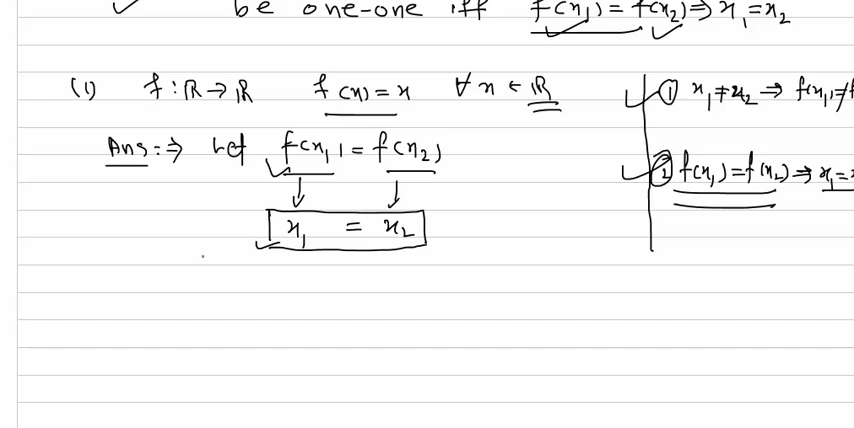 be one-one iff f(x₁) = f(x₂) ⇒ x₁ = x₂
(1) f : ℝ → ℝ f(x) = x ∀ x ∈ ℝ
① x₁ ≠ x₂ ⇒ f(x₁) ≠ f
Ans :⇒ Let f(x₁) = f(x₂)
② f(x₁) = f(x₂) ⇒ x₁ =
x₁ = x₂